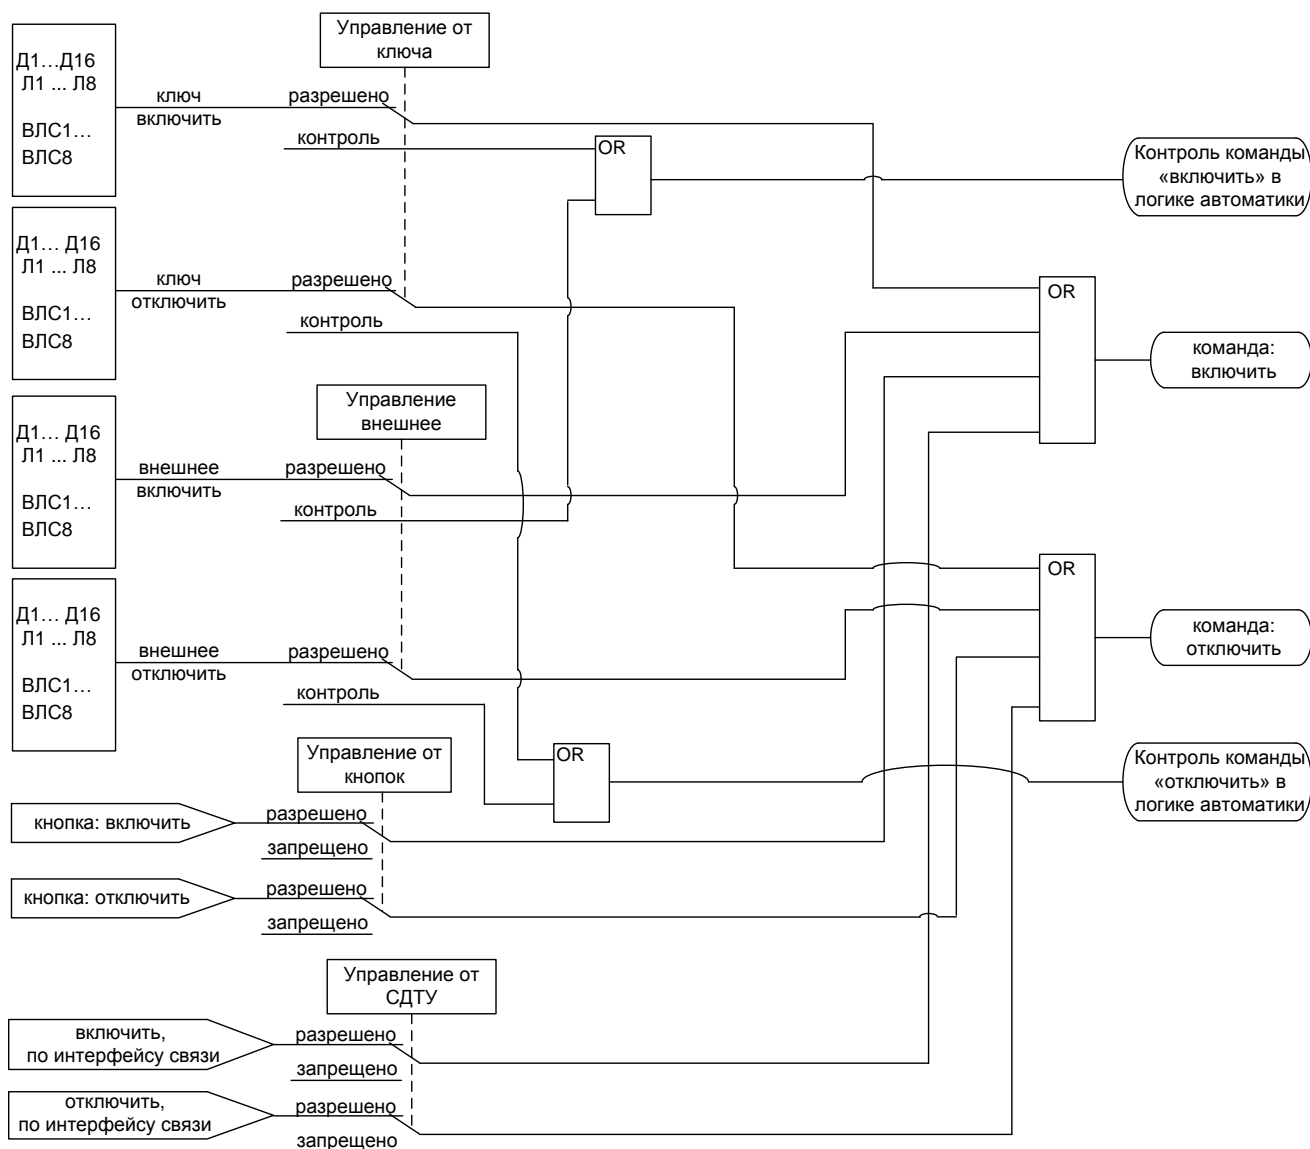 Управление от
ключа
Д1…Д16
Л1 ... Л8
ВЛС1…
ВЛС8
ключ
включить
разрешено
контроль
OR
Контроль команды
«включить» в
логике автоматики
Д1… Д16
Л1 ... Л8
ВЛС1…
ВЛС8
ключ
отключить
разрешено
контроль
OR
команда:
включить
Управление
внешнее
Д1… Д16
Л1 ... Л8
ВЛС1…
ВЛС8
внешнее
включить
разрешено
контроль
OR
команда:
отключить
Д1… Д16
Л1 ... Л8
ВЛС1…
ВЛС8
внешнее
отключить
разрешено
контроль
OR
Контроль команды
«отключить» в
логике автоматики
Управление от
кнопок
кнопка: включить
разрешено
запрещено
кнопка: отключить
разрешено
запрещено
Управление от
СДТУ
включить,
по интерфейсу связи
разрешено
запрещено
отключить,
по интерфейсу связи
разрешено
запрещено